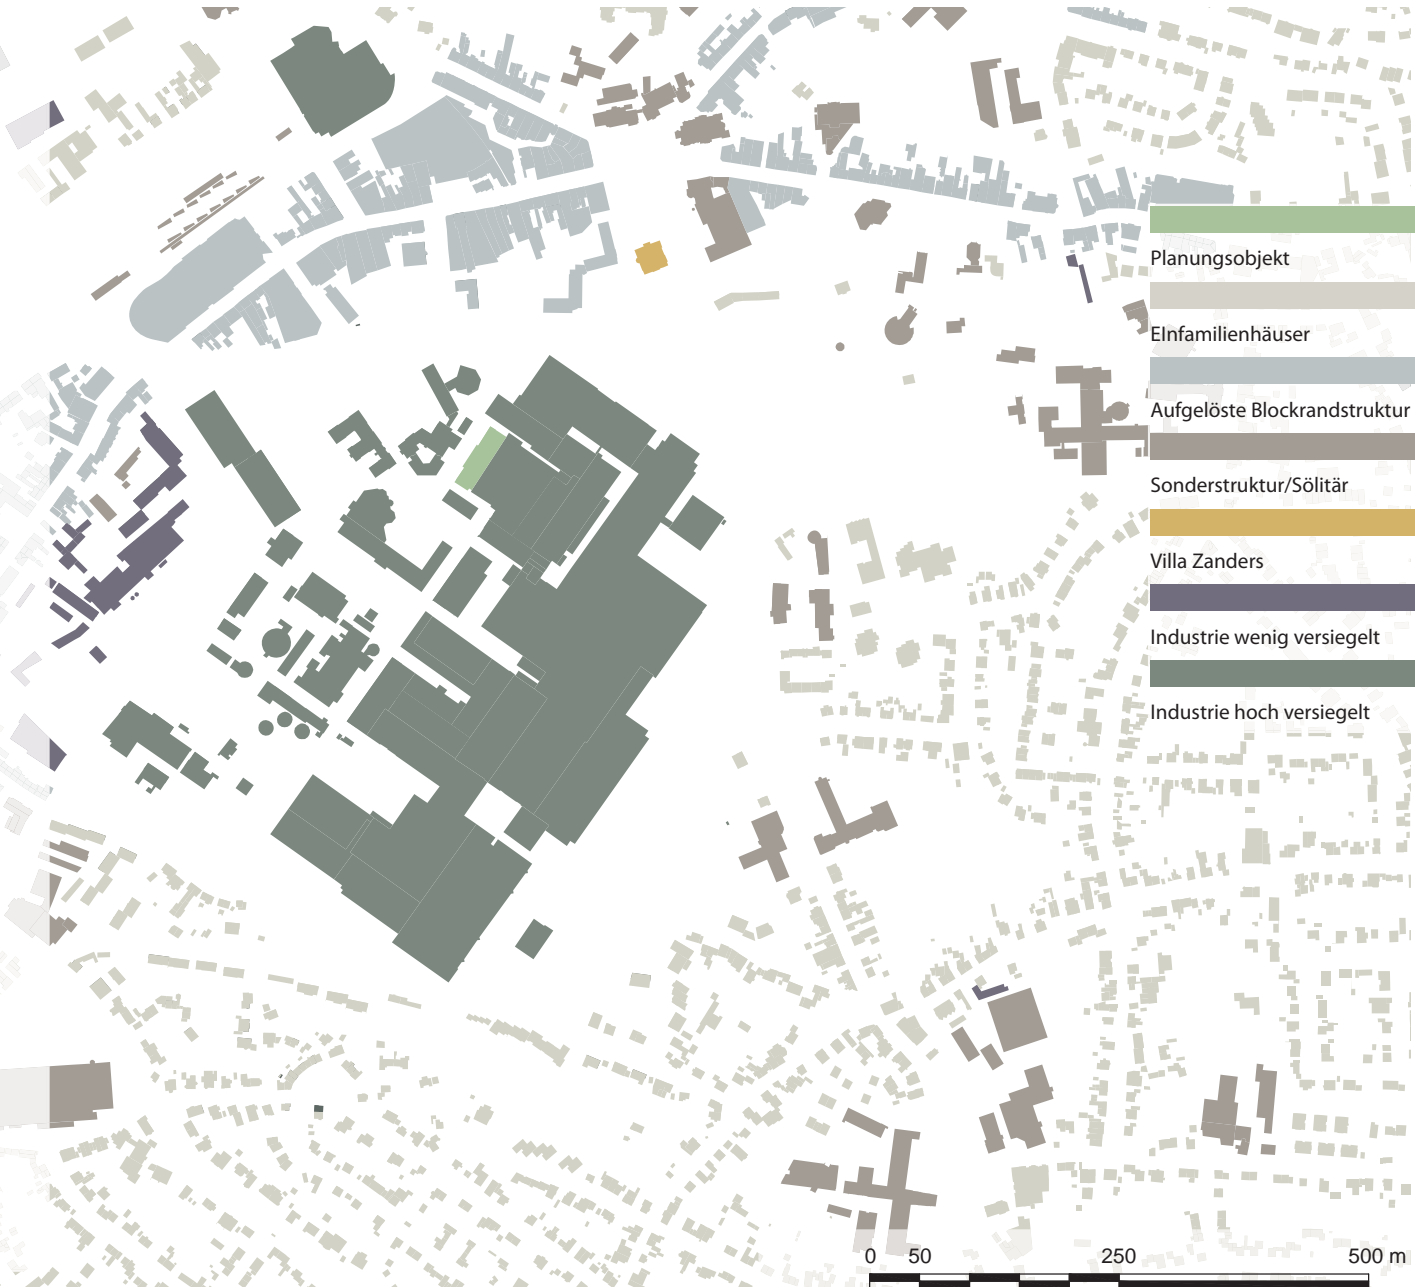 Planungsobjekt
EInfamilienhäuser
Aufgelöste Blockrandstruktur
Sonderstruktur/Sölitär
Villa Zanders
Industrie wenig versiegelt
Industrie hoch versiegelt
0 50 250 500 m